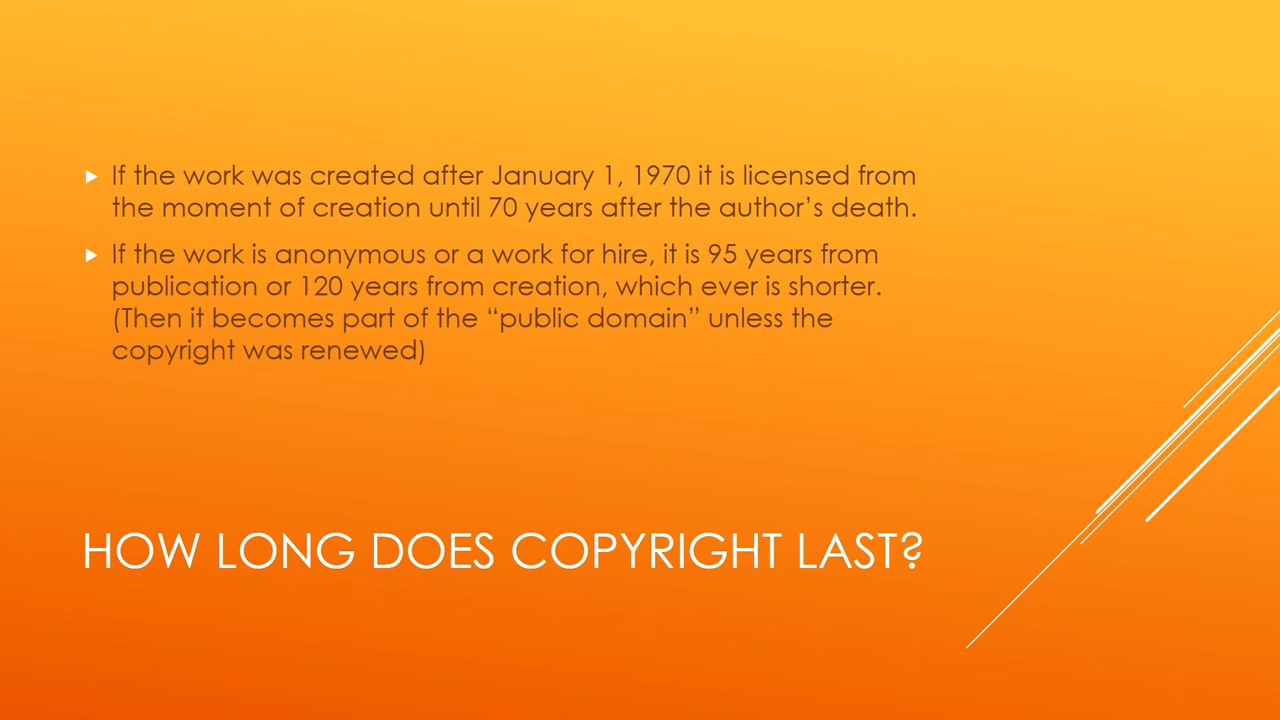 If the work was created after January 1, 1970 it is licensed from
the moment of creation until 70 years after the author’s death.
If the work is anonymous or a work for hire, it is 95 years from
publication or 120 years from creation, which ever is shorter.
(Then it becomes part of the “public domain” unless the
copyright was renewed)
HOW LONG DOES COPYRIGHT LAST?